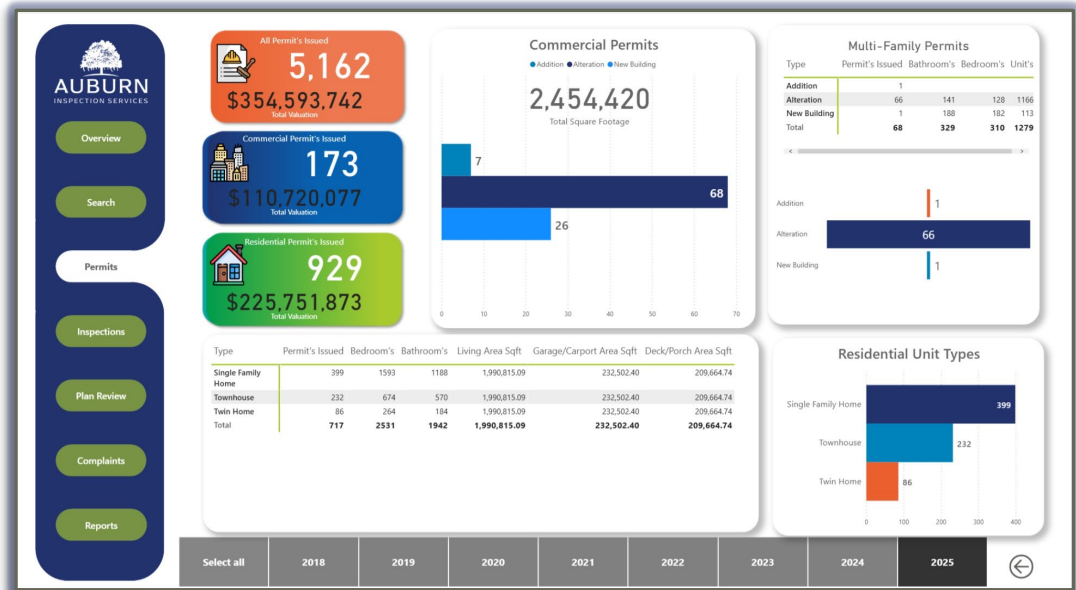 AUBURN
INSPECTION SERVICES
Overview
Search
Permits
Inspections
Plan Review
Complaints
Reports
All Permit's Issued
5,162
$354,593,742
Total Valuation
Commercial Permit's Issued
173
$110,720,077
Total Valuation
Residential Permit's Issued
929
$225,751,873
Total Valuation
Commercial Permits
Addition Alteration New Building
2,454,420
Total Square Footage
7
68
26
0 10 20 30 40 50 60 70
Multi-Family Permits
Type Permit's Issued Bathroom's Bedroom's Unit's
Addition 1
Alteration 66 141 128 1166
New Building 1 188 182 113
Total 68 329 310 1279
Addition 1
Alteration 66
New Building 1
Type Permit's Issued Bedroom's Bathroom's Living Area Sqft Garage/Carport Area Sqft Deck/Porch Area Sqft
Single Family 399 1593 1188 1,990,815.09 232,502.40 209,664.74
Home
Townhouse 232 674 570 1,990,815.09 232,502.40 209,664.74
Twin Home 86 264 184 1,990,815.09 232,502.40 209,664.74
Total 717 2531 1942 1,990,815.09 232,502.40 209,664.74
Residential Unit Types
Single Family Home 399
Townhouse 232
Twin Home 86
0 100 200 300 400
Select all 2018 2019 2020 2021 2022 2023 2024 2025